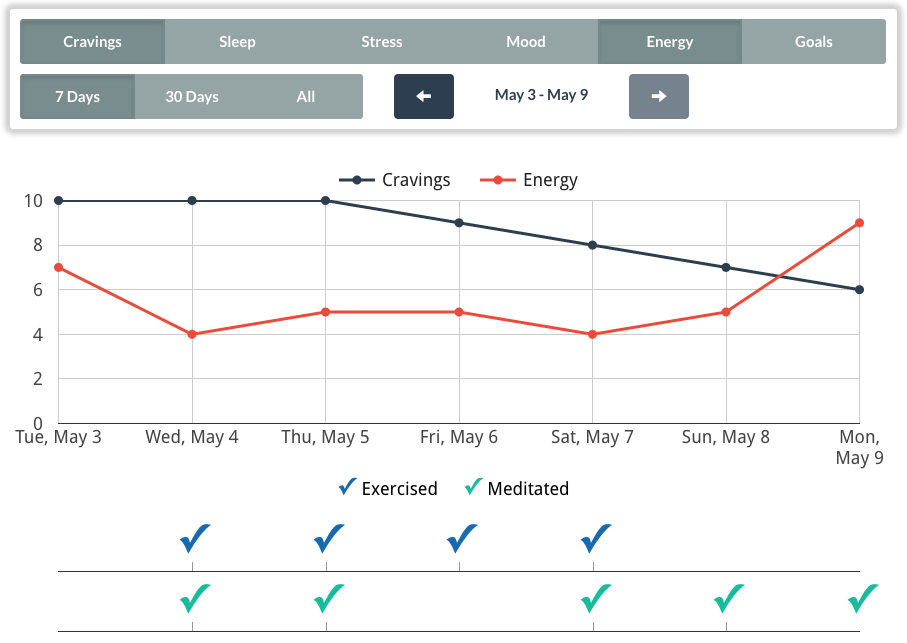 Cravings Sleep Stress Mood Energy Goals
7 Days 30 Days All May 3 - May 9
Cravings Energy
10
8
6
4
2
0
Tue, May 3 Wed, May 4 Thu, May 5 Fri, May 6 Sat, May 7 Sun, May 8 Mon,
May 9
Exercised Meditated